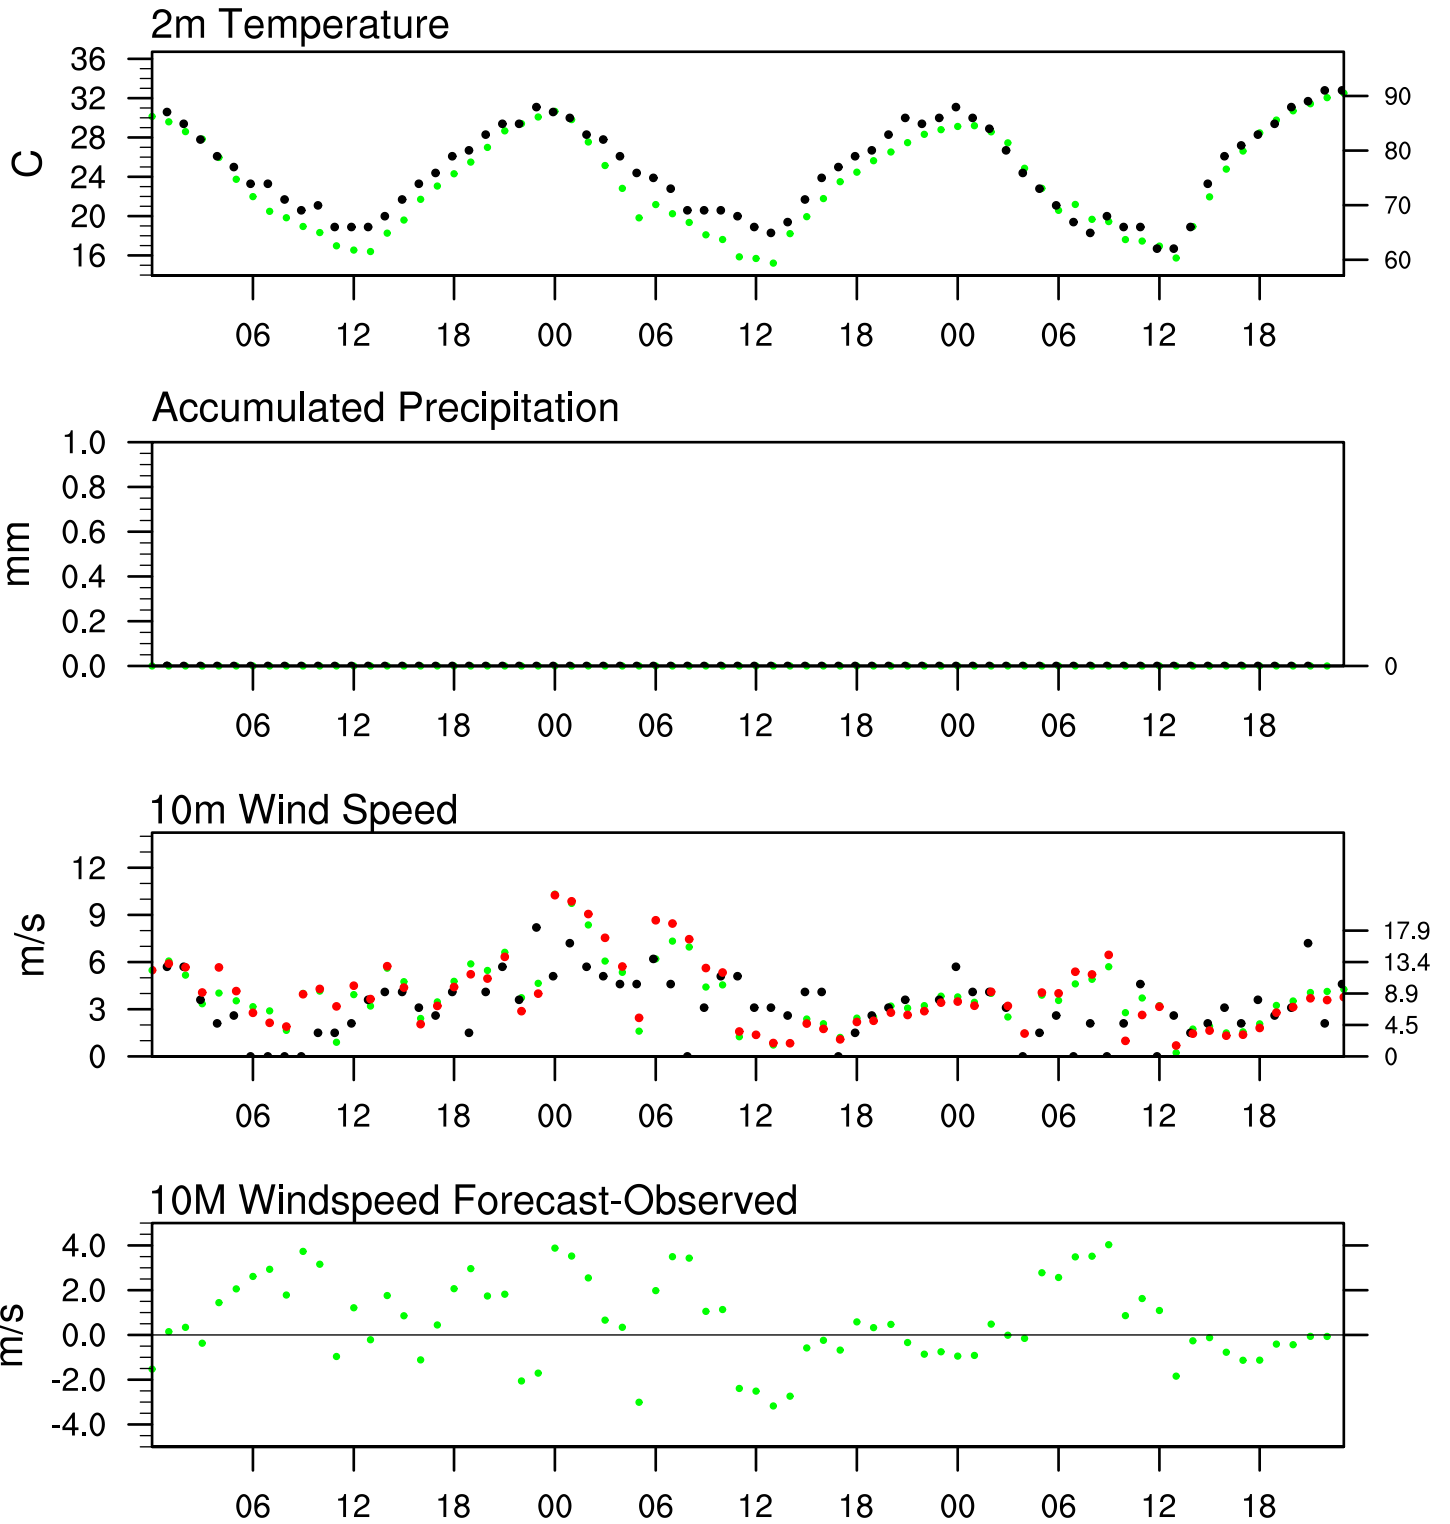 2m Temperature
36
32
28
24
20
16
C
90
80
70
60
06 12 18 00 06 12 18 00 06 12 18
Accumulated Precipitation
1.0
0.8
0.6
0.4
0.2
0.0
mm
0
06 12 18 00 06 12 18 00 06 12 18
10m Wind Speed
12
9
6
3
0
m/s
17.9
13.4
8.9
4.5
0
06 12 18 00 06 12 18 00 06 12 18
10M Windspeed Forecast-Observed
4.0
2.0
0.0
-2.0
-4.0
m/s
06 12 18 00 06 12 18 00 06 12 18